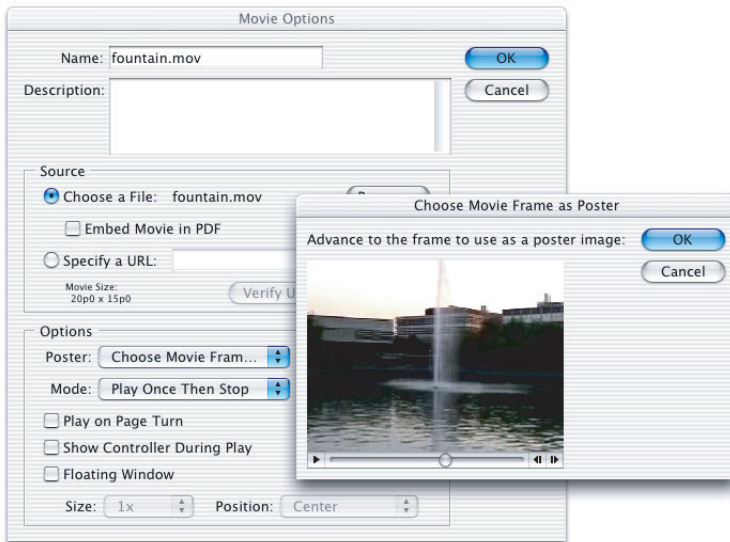 Movie Options
Name: fountain.mov
OK
Description:
Cancel
Source
Choose a File: fountain.mov
Embed Movie in PDF
Specify a URL:
Movie Size:
20p0 x 15p0
Verify
Options
Poster: Choose Movie Fram...
Mode: Play Once Then Stop
Play on Page Turn
Show Controller During Play
Floating Window
Size: 1x Position: Center
Choose Movie Frame as Poster
Advance to the frame to use as a poster image:
OK
Cancel